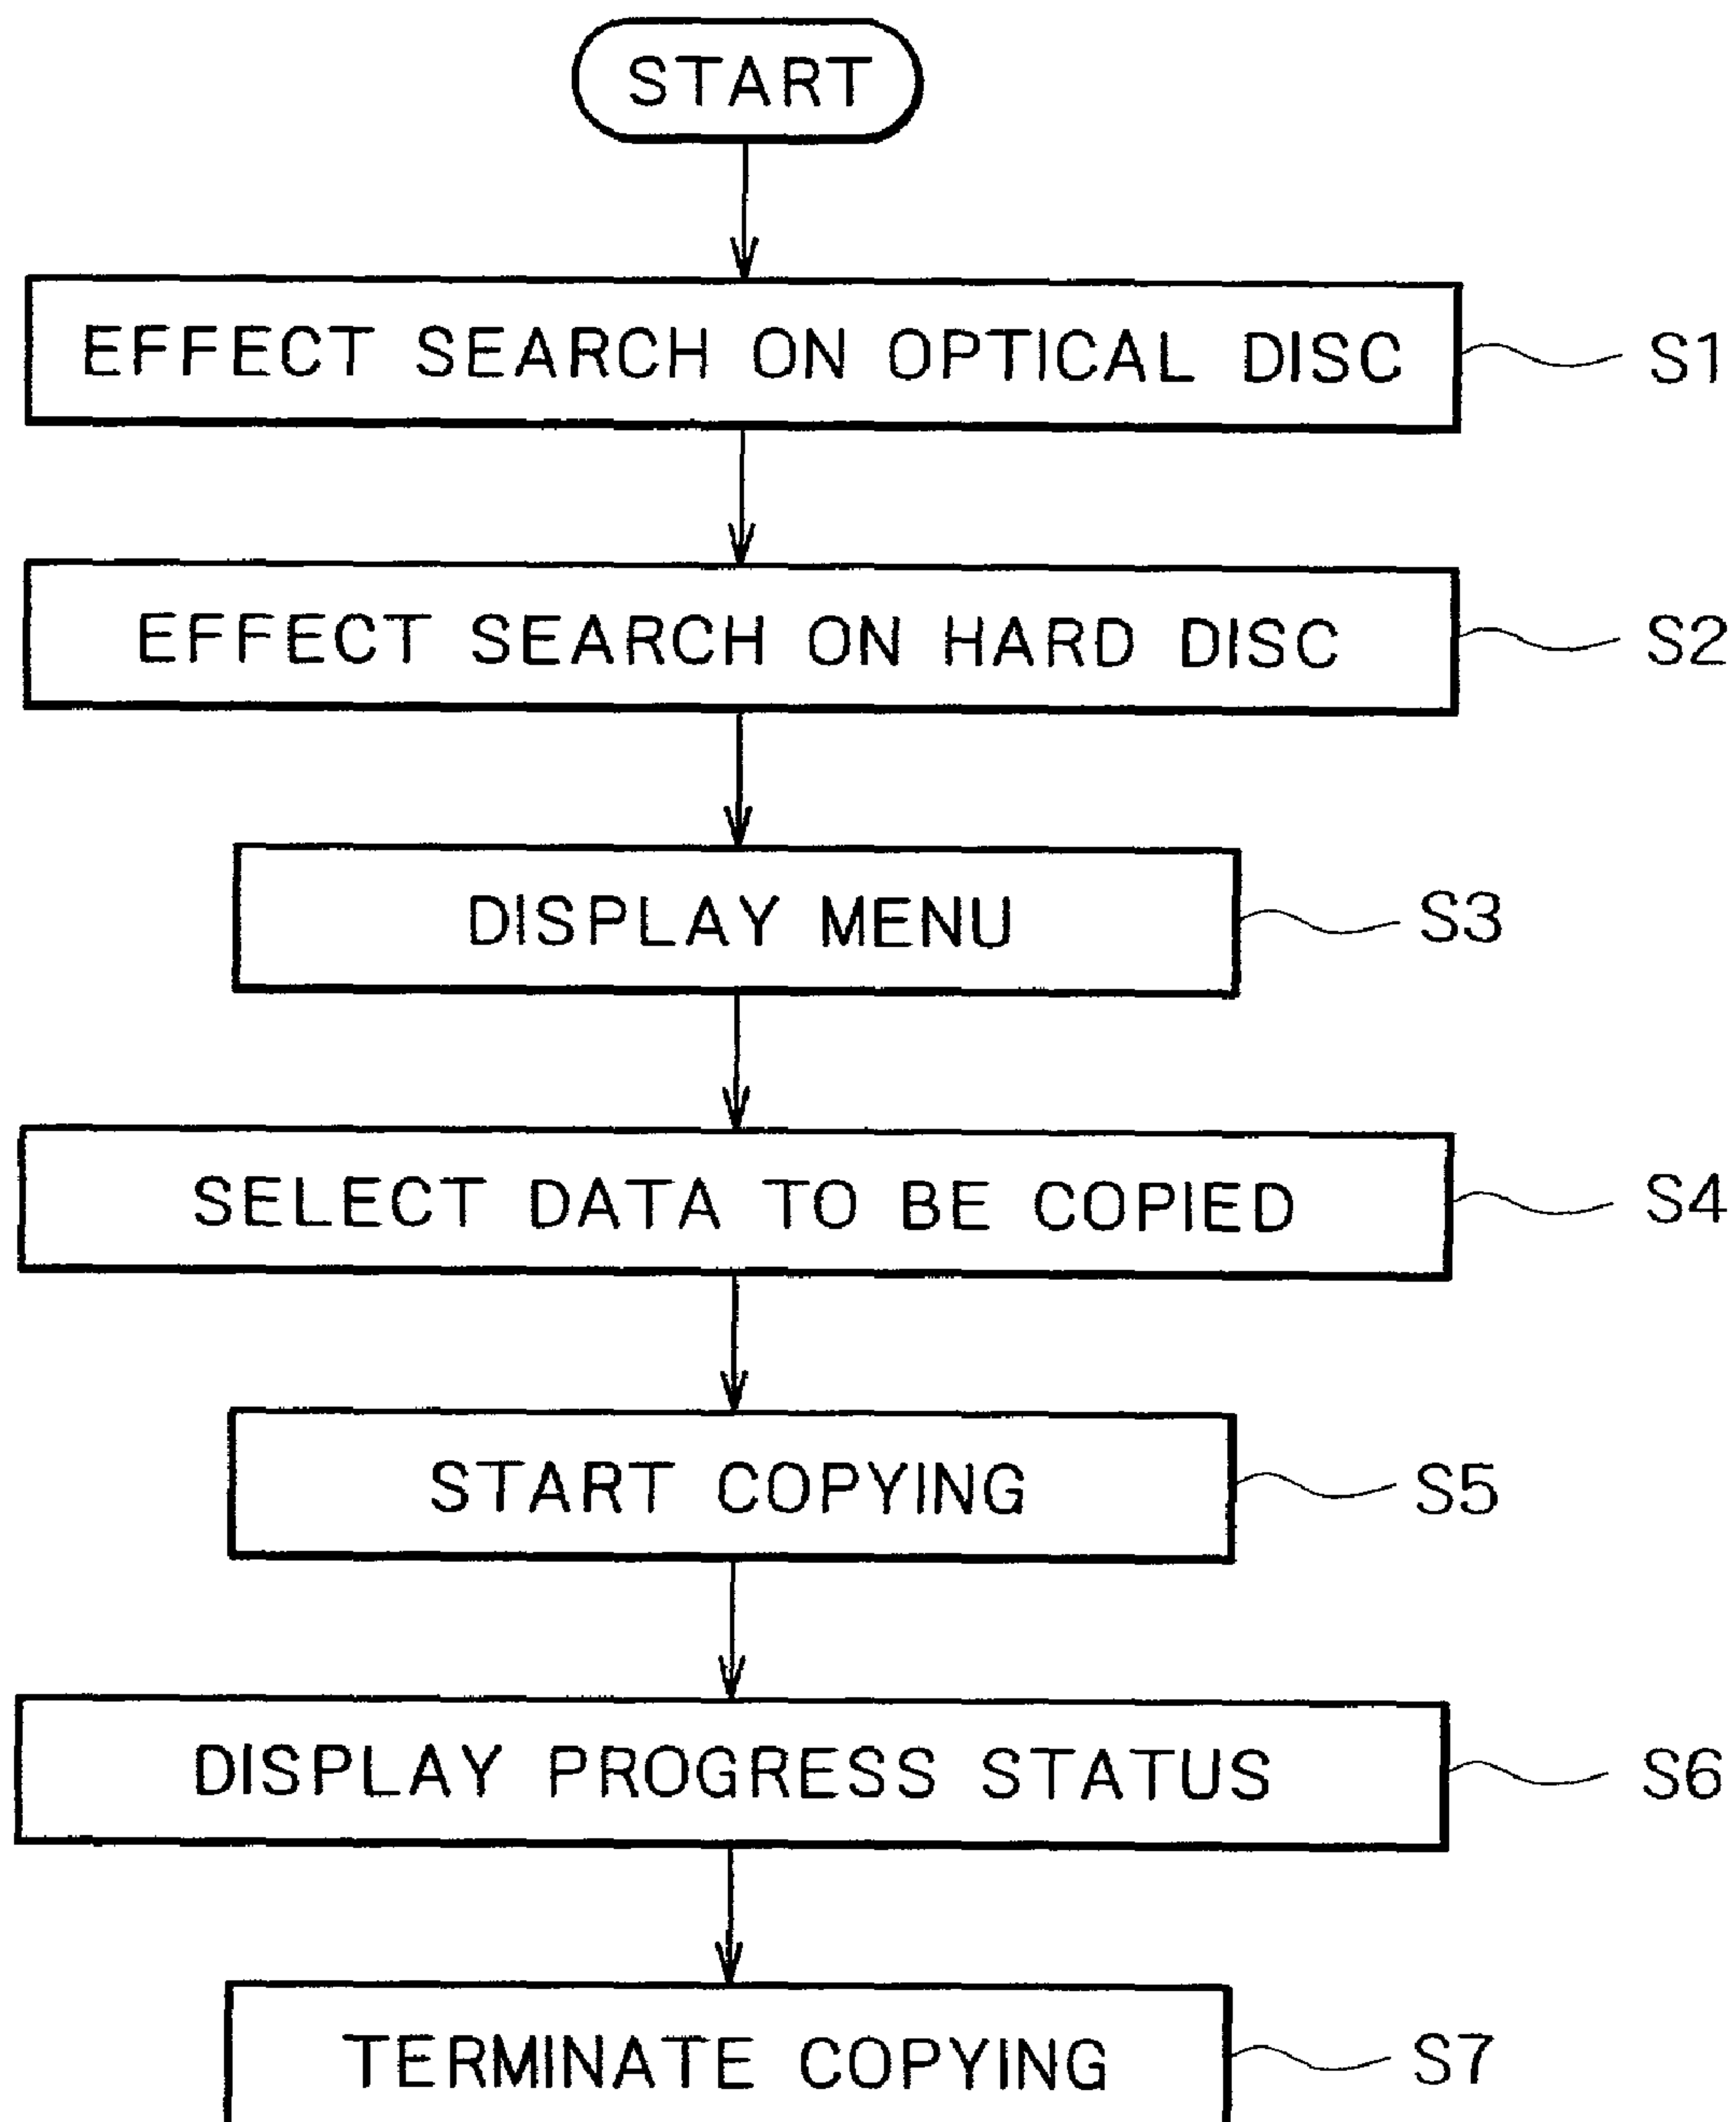 START
EFFECT SEARCH ON OPTICAL DISC S1
EFFECT SEARCH ON HARD DISC S2
DISPLAY MENU S3
SELECT DATA TO BE COPIED S4
START COPYING S5
DISPLAY PROGRESS STATUS S6
TERMINATE COPYING S7